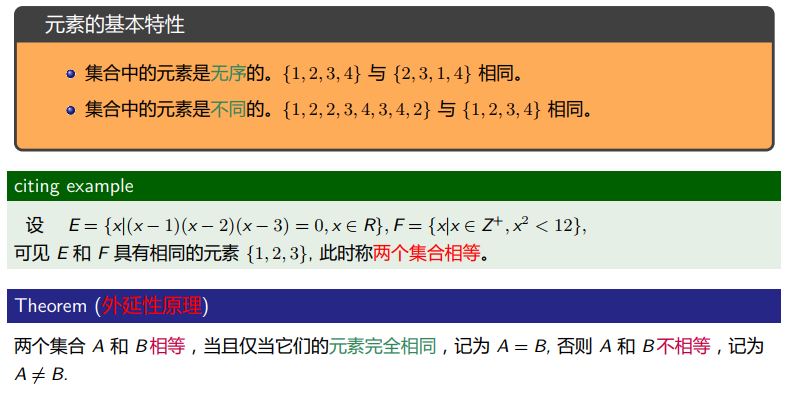 元素的基本特性
集合中的元素是无序的。{1, 2, 3, 4} 与 {2, 3, 1, 4} 相同。
集合中的元素是不同的。{1, 2, 2, 3, 4, 3, 4, 2} 与 {1, 2, 3, 4} 相同。
citing example
设 E = {x|(x − 1)(x − 2)(x − 3) = 0, x ∈ R}, F = {x|x ∈ Z⁺, x² < 12},
可见 E 和 F 具有相同的元素 {1, 2, 3}, 此时称两个集合相等。
Theorem (外延性原理)
两个集合 A 和 B 相等，当且仅当它们的元素完全相同，记为 A = B, 否则 A 和 B 不相等，记为
A ≠ B.